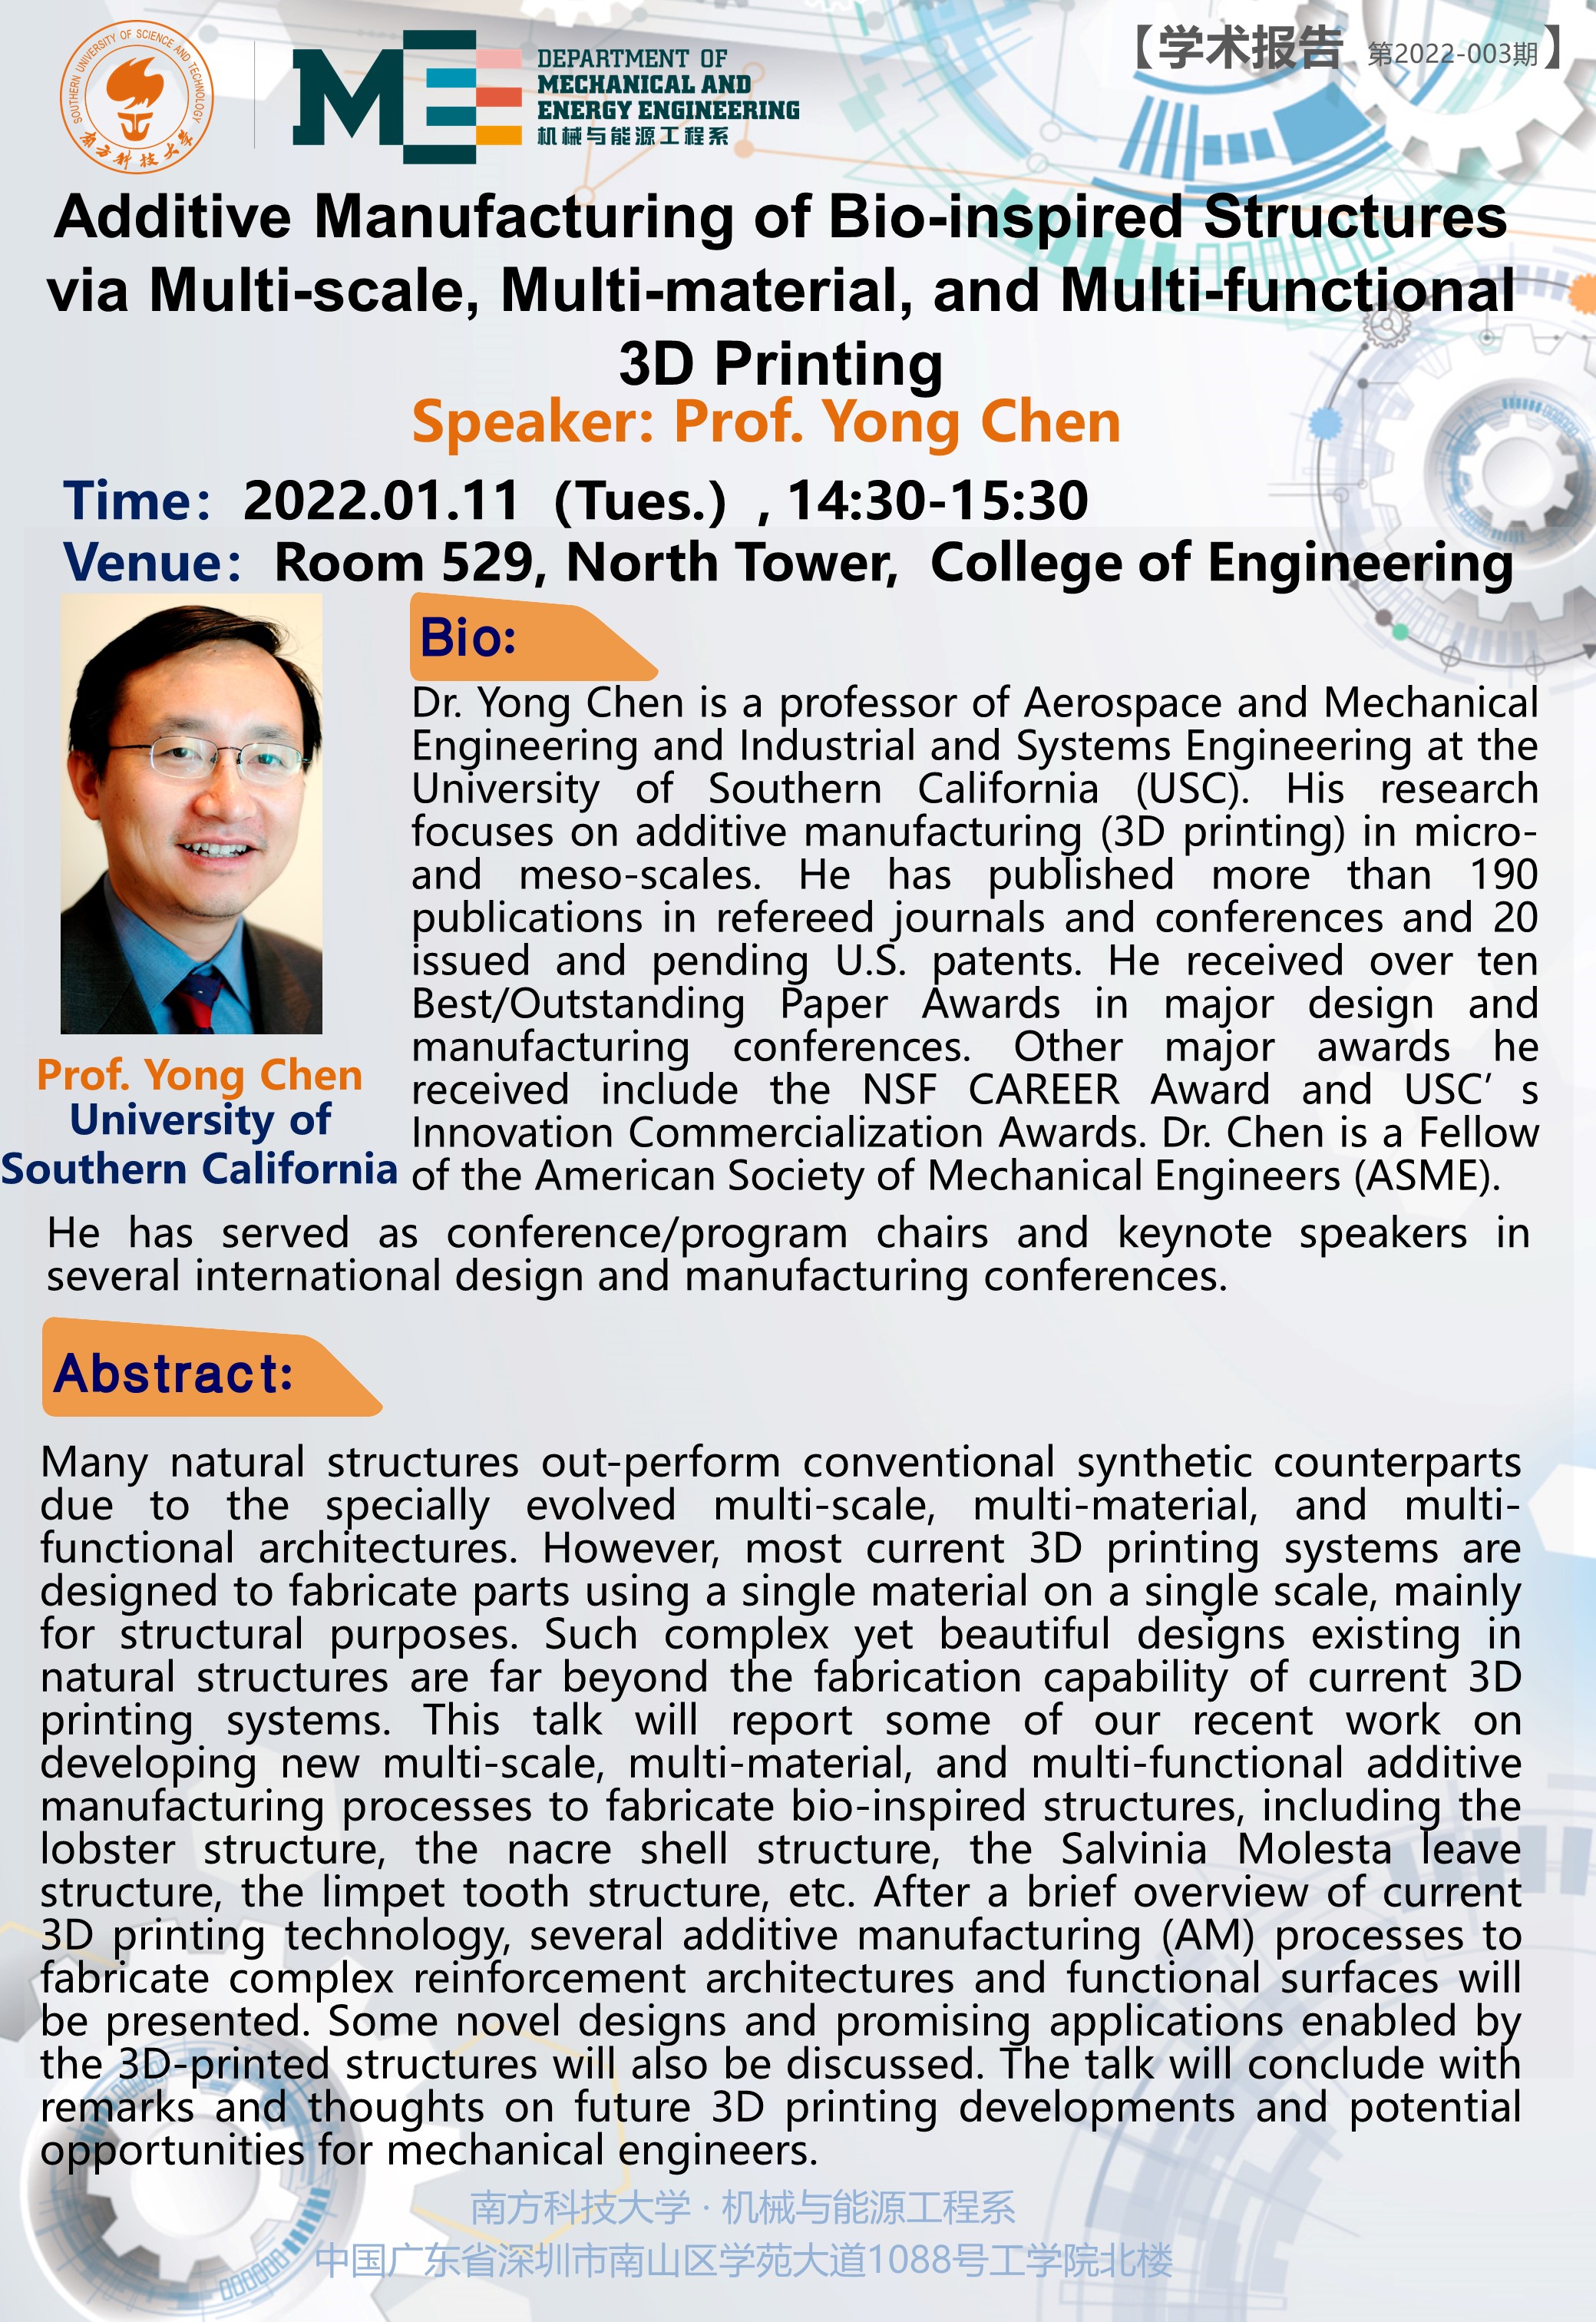 SOUTHERN UNIVERSITY OF SCIENCE AND TECHNOLOGY
南方科技大学
ME
DEPARTMENT OF
MECHANICAL AND
ENERGY ENGINEERING
机械与能源工程系
【学术报告 第2022-003期】
Additive Manufacturing of Bio-inspired Structures
via Multi-scale, Multi-material, and Multi-functional
3D Printing
Speaker: Prof. Yong Chen
Time：2022.01.11（Tues.）, 14:30-15:30
Venue：Room 529, North Tower, College of Engineering
Prof. Yong Chen
University of
Southern California
Bio:
Dr. Yong Chen is a professor of Aerospace and Mechanical
Engineering and Industrial and Systems Engineering at the
University of Southern California (USC). His research
focuses on additive manufacturing (3D printing) in micro-
and meso-scales. He has published more than 190
publications in refereed journals and conferences and 20
issued and pending U.S. patents. He received over ten
Best/Outstanding Paper Awards in major design and
manufacturing conferences. Other major awards he
received include the NSF CAREER Award and USC’ s
Innovation Commercialization Awards. Dr. Chen is a Fellow
of the American Society of Mechanical Engineers (ASME).
He has served as conference/program chairs and keynote speakers in
several international design and manufacturing conferences.
Abstract:
Many natural structures out-perform conventional synthetic counterparts
due to the specially evolved multi-scale, multi-material, and multi-
functional architectures. However, most current 3D printing systems are
designed to fabricate parts using a single material on a single scale, mainly
for structural purposes. Such complex yet beautiful designs existing in
natural structures are far beyond the fabrication capability of current 3D
printing systems. This talk will report some of our recent work on
developing new multi-scale, multi-material, and multi-functional additive
manufacturing processes to fabricate bio-inspired structures, including the
lobster structure, the nacre shell structure, the Salvinia Molesta leave
structure, the limpet tooth structure, etc. After a brief overview of current
3D printing technology, several additive manufacturing (AM) processes to
fabricate complex reinforcement architectures and functional surfaces will
be presented. Some novel designs and promising applications enabled by
the 3D-printed structures will also be discussed. The talk will conclude with
remarks and thoughts on future 3D printing developments and potential
opportunities for mechanical engineers.
南方科技大学 · 机械与能源工程系
中国广东省深圳市南山区学苑大道1088号工学院北楼